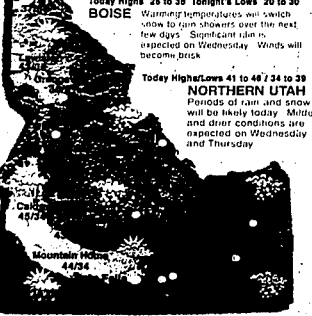 Today Highs 25 to 35 Tonight's Lows 20 to 30
BOISE
Warming temperatures will switch
snow to rain showers over the next
few days Significant rain is
expected on Wednesday Winds will
become brisk
Today Highs/Lows 41 to 46 / 34 to 39
NORTHERN UTAH
Periods of rain and snow
will be likely today Milder
and drier conditions are
expected on Wednesday
and Thursday
45/34
Mountain Home
44/34